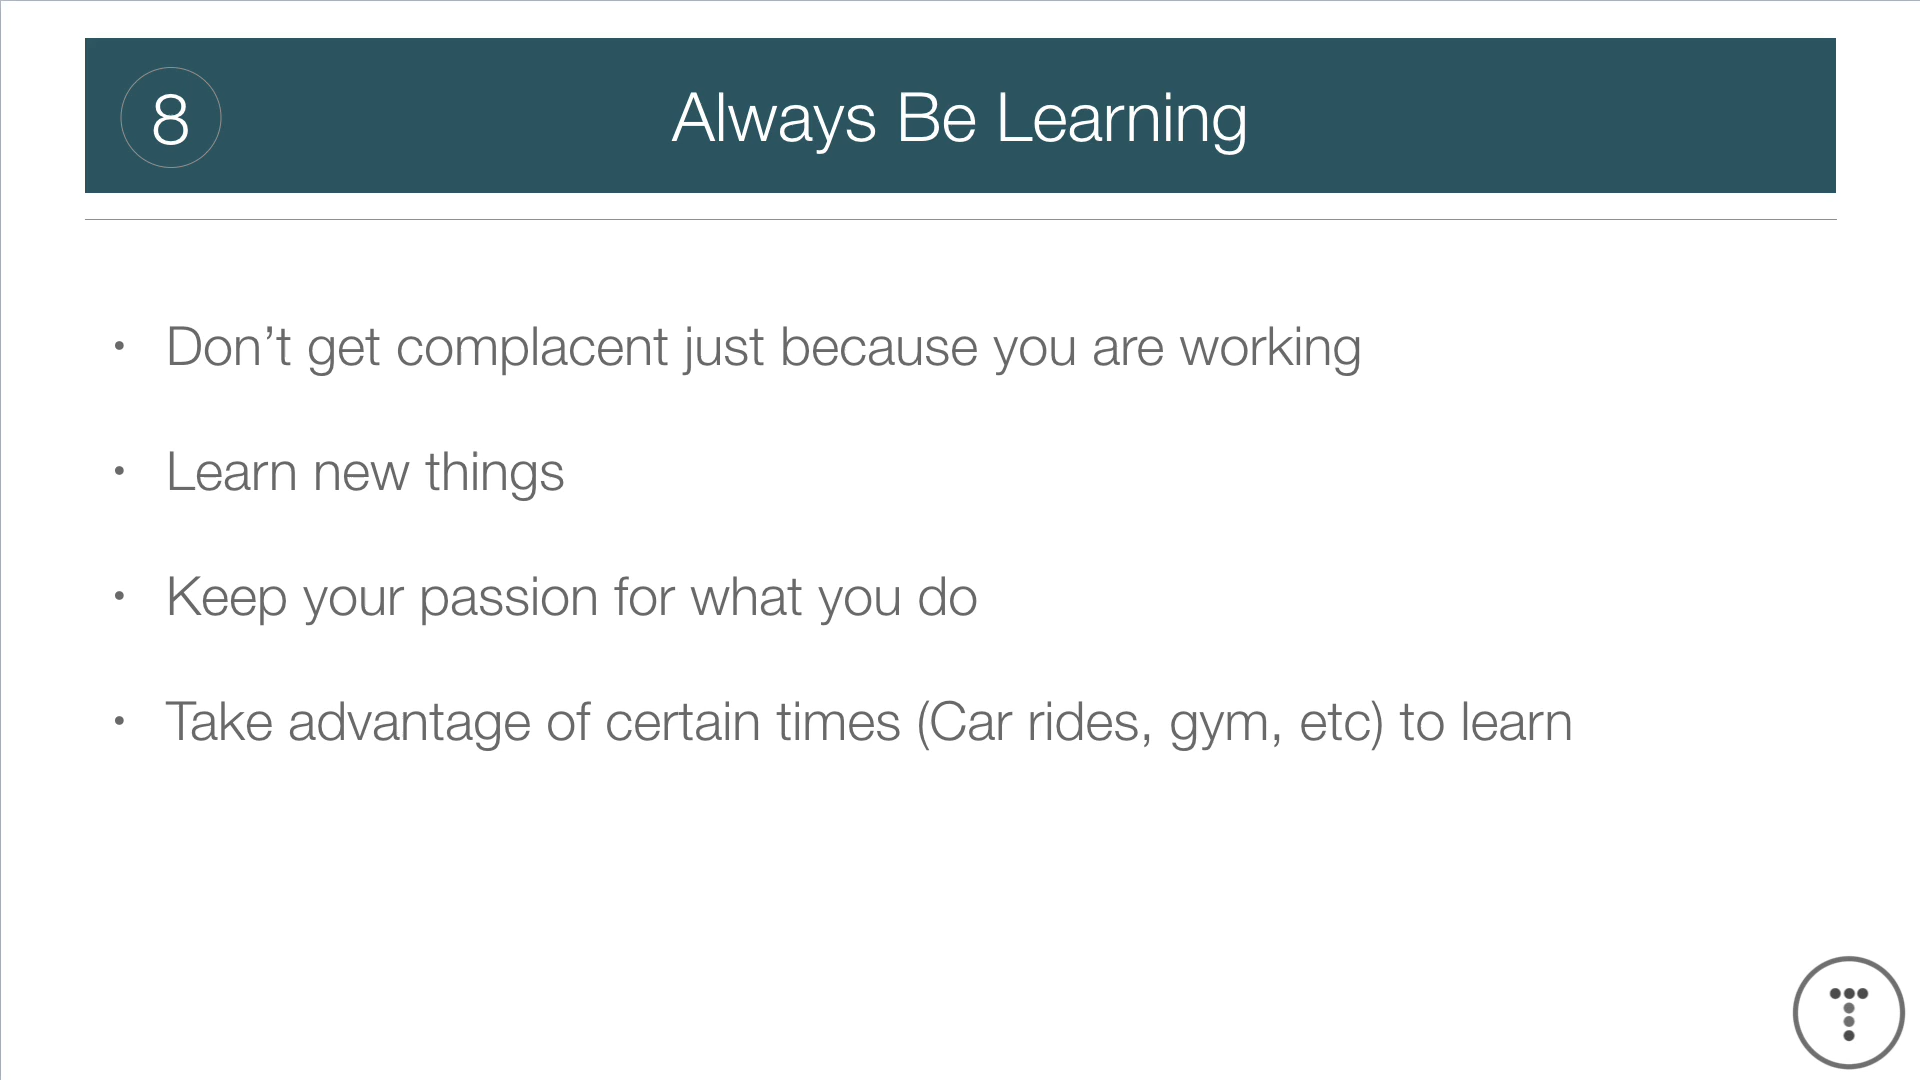 8
Always Be Learning
• Don’t get complacent just because you are working
• Learn new things
• Keep your passion for what you do
• Take advantage of certain times (Car rides, gym, etc) to learn
T